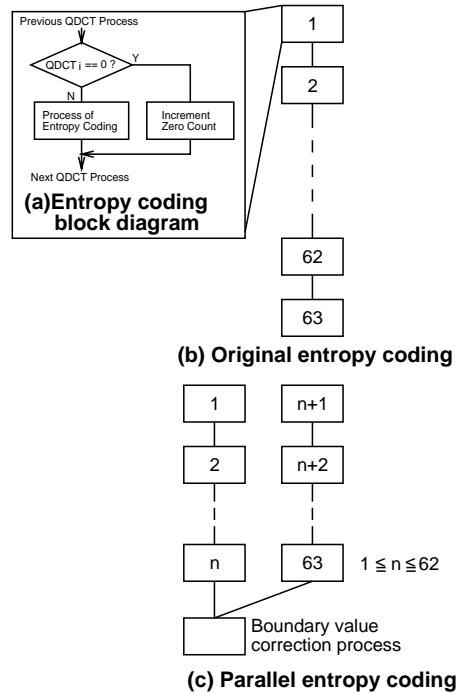 Previous QDCT Process
QDCT i == 0 ?
Y
N
Process of
Entropy Coding
Increment
Zero Count
Next QDCT Process
(a)Entropy coding
block diagram
1
2
62
63
(b) Original entropy coding
1
n+1
2
n+2
n
63
1 ≦ n ≦ 62
Boundary value
correction process
(c) Parallel entropy coding